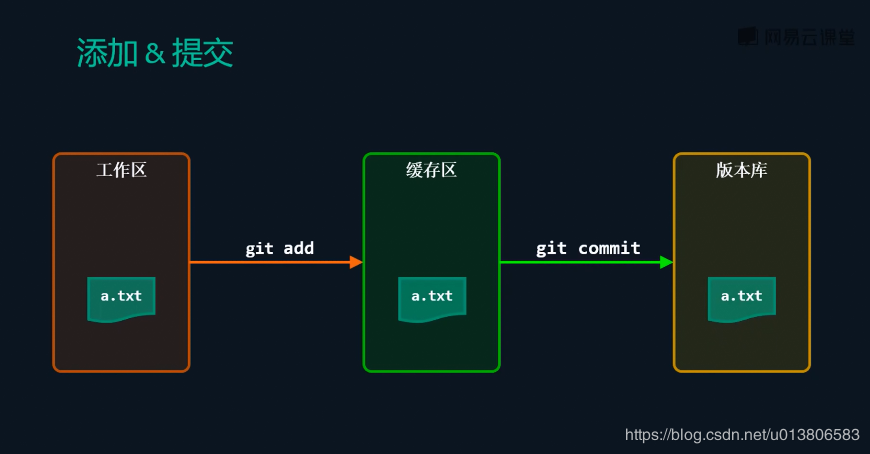 网易云课堂
添加 & 提交
工作区
缓存区
版本库
git add
git commit
a.txt
a.txt
a.txt
https://blog.csdn.net/u013806583